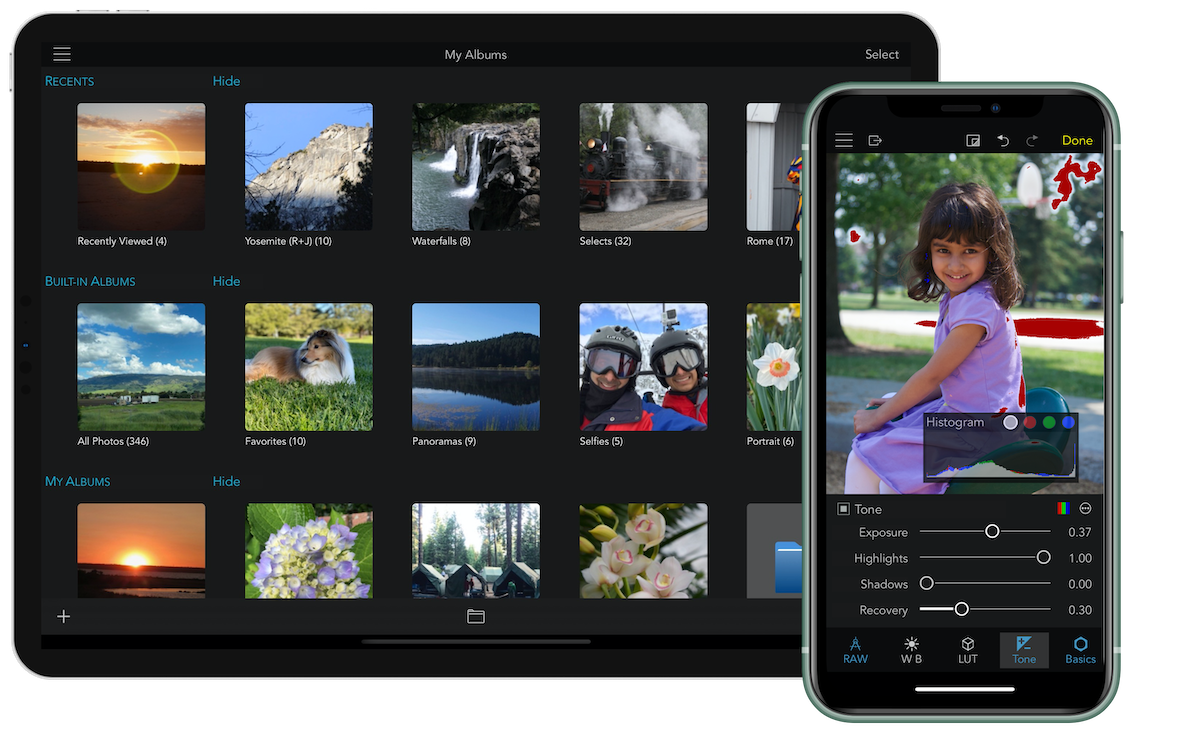 My Albums
Select
RECENTS
Hide
Recently Viewed (4)
Yosemite (R+J) (10)
Waterfalls (8)
Selects (32)
Rome (17)
BUILT-IN ALBUMS
Hide
All Photos (346)
Favorites (10)
Panoramas (9)
Selfies (5)
Portrait (6)
MY ALBUMS
Hide
Done
Histogram
Tone
Exposure 0.37
Highlights 1.00
Shadows 0.00
Recovery 0.30
RAW
W B
LUT
Tone
Basics